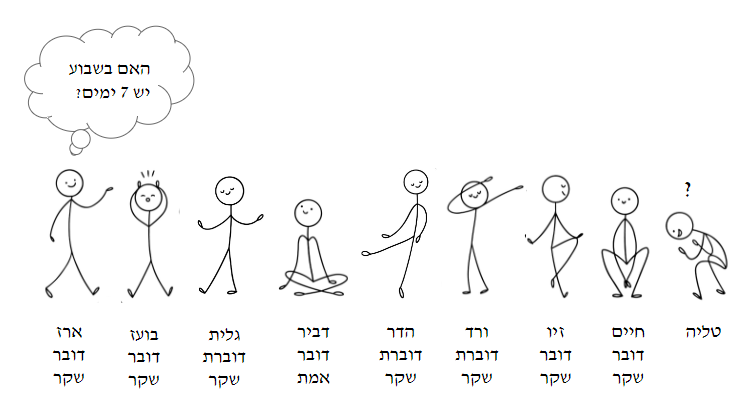 האם בשבוע
יש 7 ימים?
?
ארז
דובר
שקר
בועז
דובר
שקר
גלית
דוברת
שקר
דביר
דובר
אמת
הדר
דוברת
שקר
ורד
דוברת
שקר
זיו
דובר
שקר
חיים
דובר
שקר
טליה